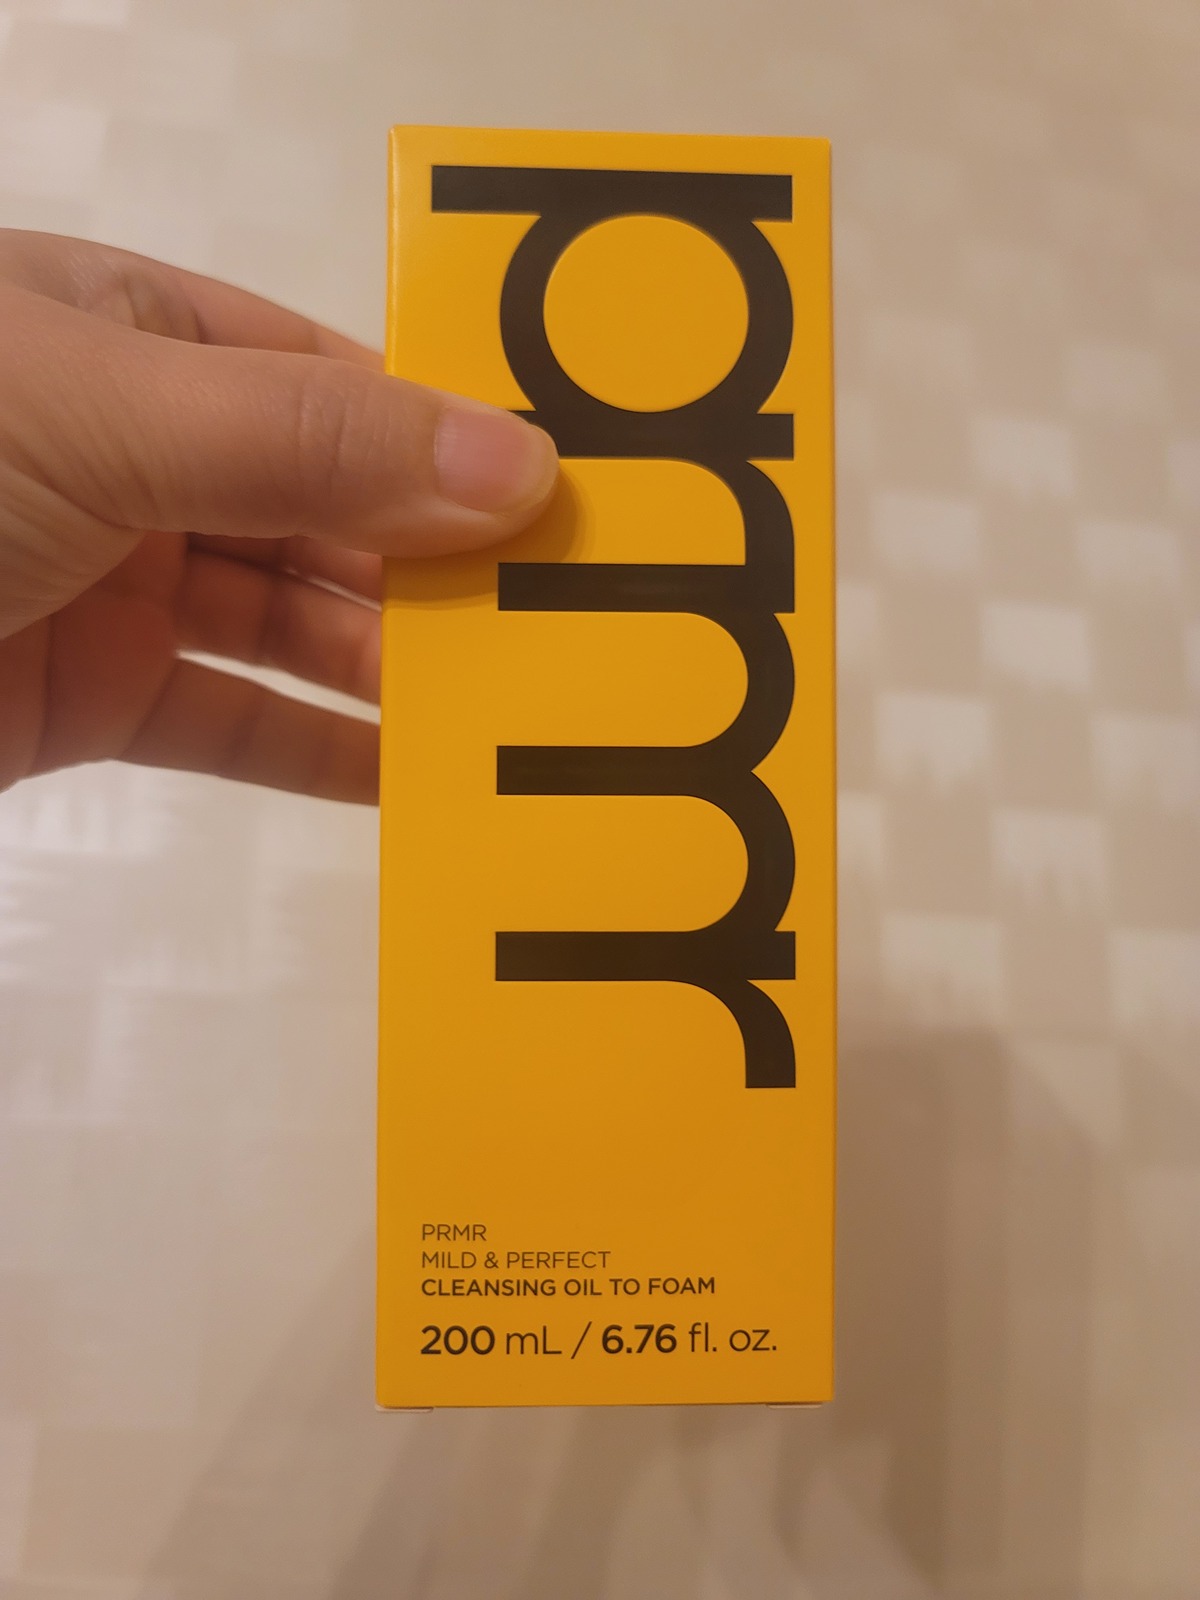 prmr
PRMR
MILD & PERFECT
CLEANSING OIL TO FOAM
200 mL / 6.76 fl. oz.